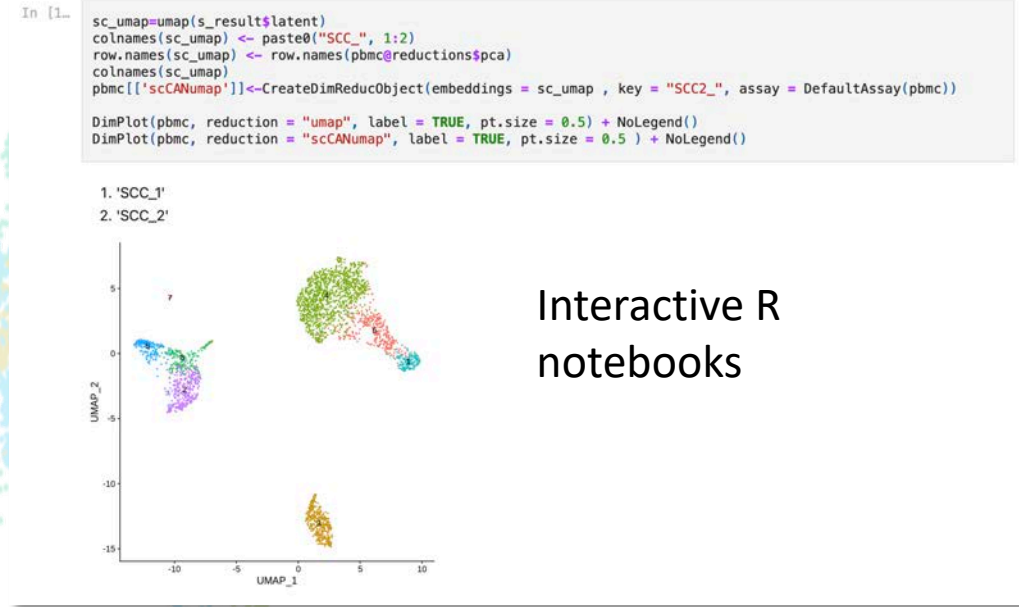 In [1…
sc_umap=umap(s_result$latent)
colnames(sc_umap) <- paste0("SCC_", 1:2)
row.names(sc_umap) <- row.names(pbmc@reductions$pca)
colnames(sc_umap)
pbmc[['scCANumap']]<-CreateDimReducObject(embeddings = sc_umap , key = "SCC2_", assay = DefaultAssay(pbmc))
DimPlot(pbmc, reduction = "umap", label = TRUE, pt.size = 0.5) + NoLegend()
DimPlot(pbmc, reduction = "scCANumap", label = TRUE, pt.size = 0.5 ) + NoLegend()
1. 'SCC_1'
2. 'SCC_2'
Interactive R
notebooks
5
7
0
-5
UMAP_2
-10
-15
-10 -5 0 5 10
UMAP_1